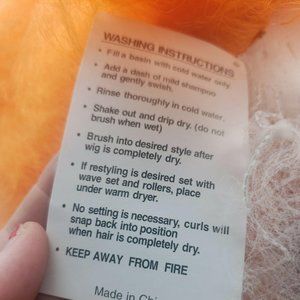 WASHING INSTRUCTIONS
• Fill a basin with cold water only.
• Add a dash of mild shampoo
and gently swish.
• Rinse thoroughly in cold water.
• Shake out and drip dry. (do not
brush when wet)
• Brush into desired style after
wig is completely dry.
• If restyling is desired set with
wave set and rollers, place
under warm dryer.
• No setting is necessary, curls will
snap back into position
when hair is completely dry.
• KEEP AWAY FROM FIRE
Made in Chi